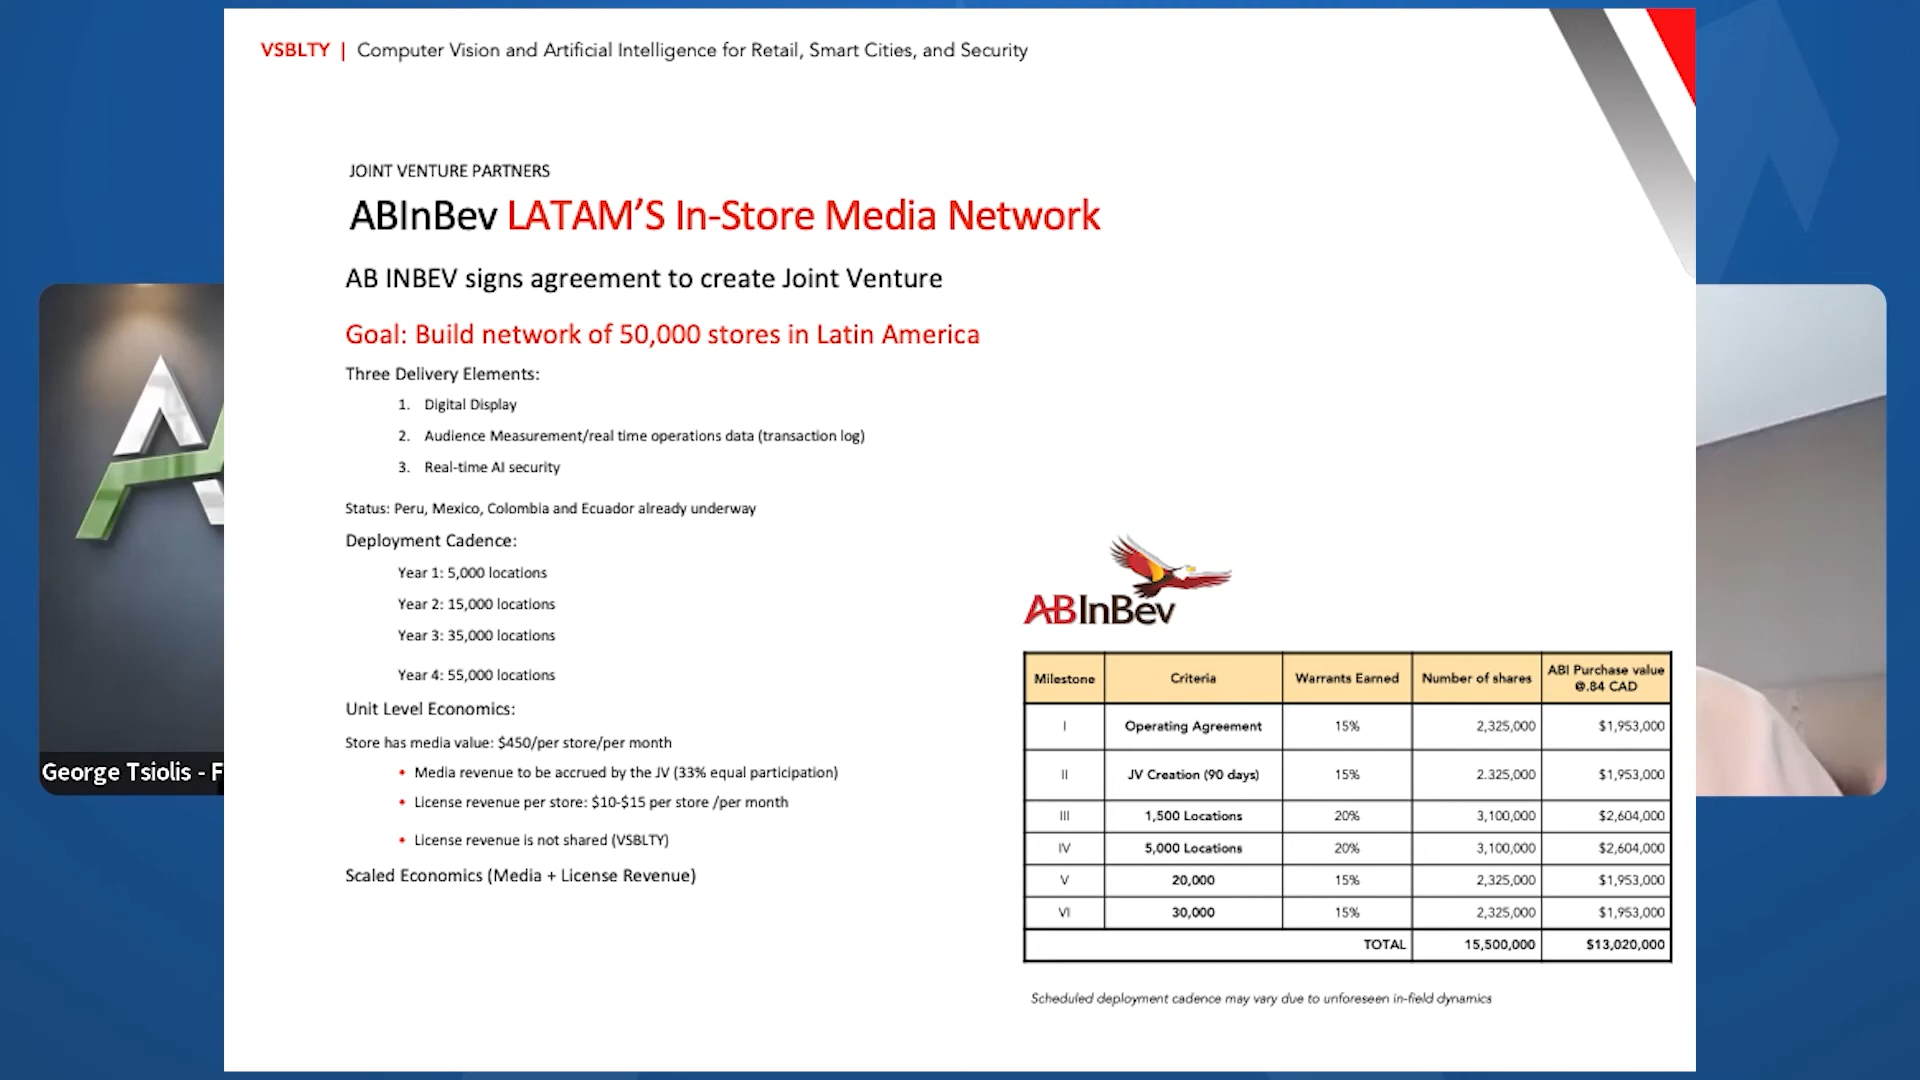 VSBLTY | Computer Vision and Artificial Intelligence for Retail, Smart Cities, and Security
JOINT VENTURE PARTNERS
ABInBev LATAM'S In-Store Media Network
AB INBEV signs agreement to create Joint Venture
Goal: Build network of 50,000 stores in Latin America
Three Delivery Elements:
1. Digital Display
2. Audience Measurement/real time operations data (transaction log)
3. Real-time AI security
Status: Peru, Mexico, Colombia and Ecuador already underway
Deployment Cadence:
Year 1: 5,000 locations
Year 2: 15,000 locations
Year 3: 35,000 locations
Year 4: 55,000 locations
Unit Level Economics:
Store has media value: $450/per store/per month
• Media revenue to be accrued by the JV (33% equal participation)
• License revenue per store: $10-$15 per store /per month
• License revenue is not shared (VSBLTY)
Scaled Economics (Media + License Revenue)
ABInBev
Milestone Criteria Warrants Earned Number of shares ABI Purchase value @.84 CAD
I Operating Agreement 15% 2,325,000 $1,953,000
II JV Creation (90 days) 15% 2.325,000 $1,953,000
III 1,500 Locations 20% 3,100,000 $2,604,000
IV 5,000 Locations 20% 3,100,000 $2,604,000
V 20,000 15% 2,325,000 $1,953,000
VI 30,000 15% 2,325,000 $1,953,000
TOTAL 15,500,000 $13,020,000
Scheduled deployment cadence may vary due to unforeseen in-field dynamics
George Tsiolis - F